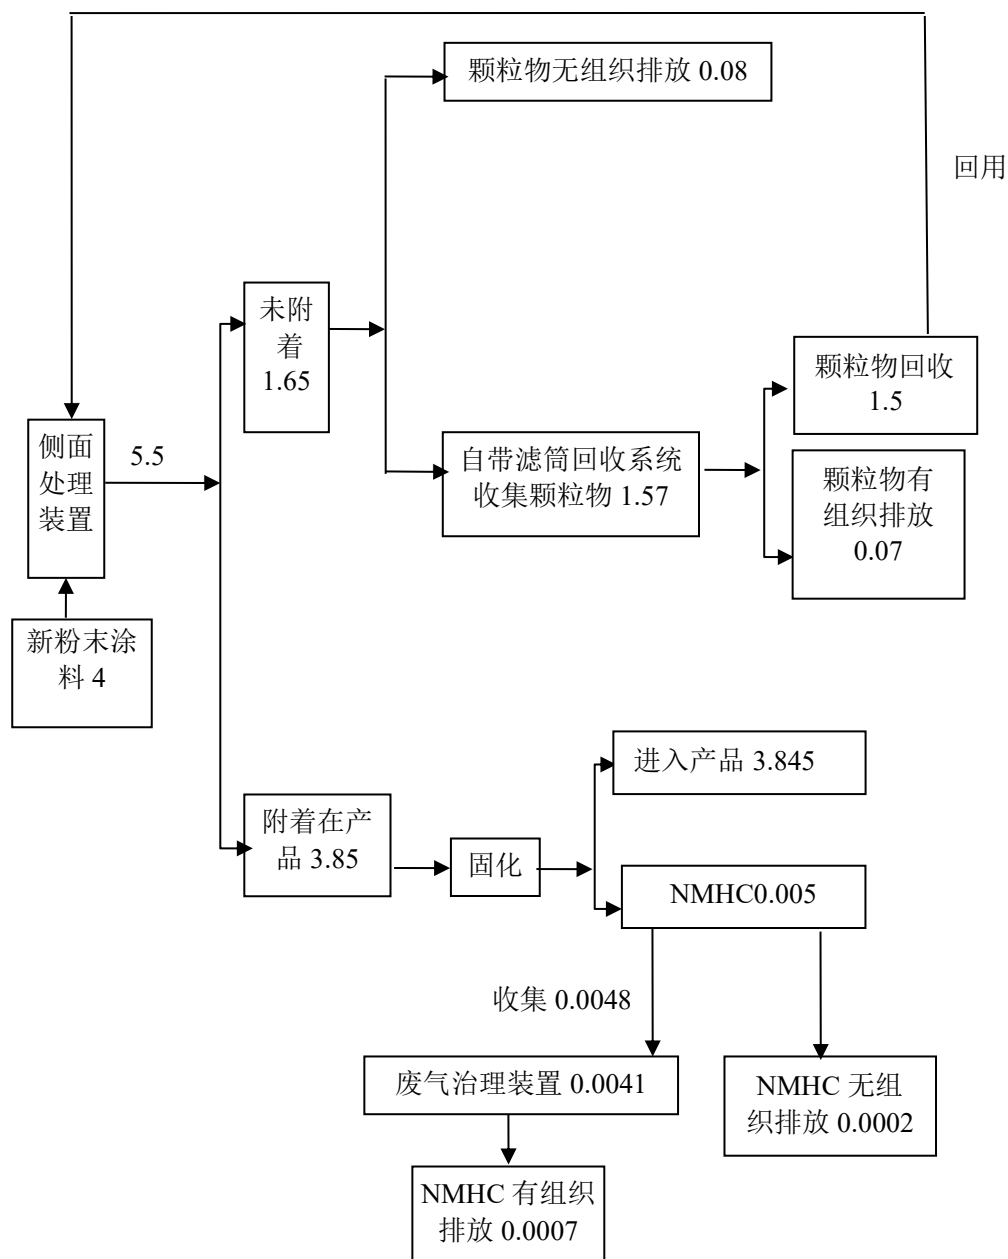 颗粒物无组织排放 0.08
回用
未附
着
1.65
颗粒物回收
1.5
侧面
处理
装置
5.5
自带滤筒回收系统
收集颗粒物 1.57
颗粒物有
组织排放
0.07
新粉末涂
料 4
进入产品 3.845
附着在产
品 3.85
固化
NMHC0.005
收集 0.0048
废气治理装置 0.0041
NMHC 无组
织排放 0.0002
NMHC 有组织
排放 0.0007